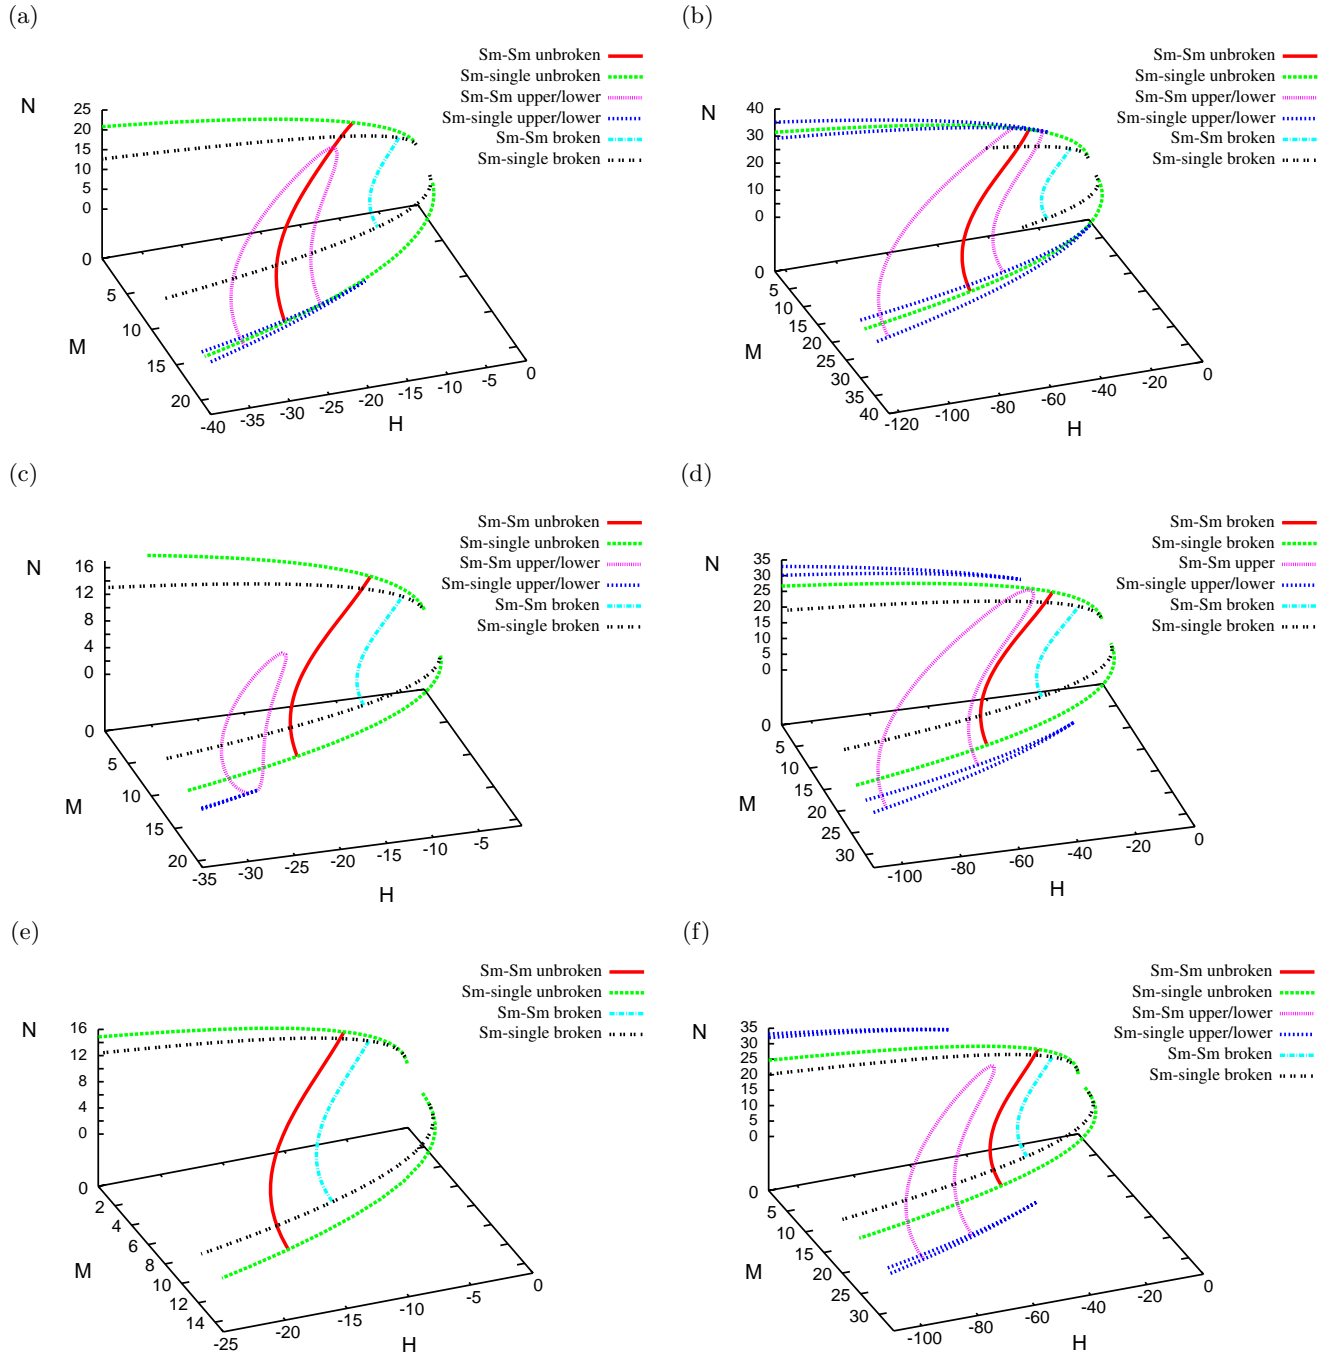 (a)
Sm-Sm unbroken
Sm-single unbroken
Sm-Sm upper/lower
Sm-single upper/lower
Sm-Sm broken
Sm-single broken
N
25
20
15
10
5
0
0
5
10
15
20
M
-40
-35
-30
-25
-20
-15
-10
-5
0
H
(b)
Sm-Sm unbroken
Sm-single unbroken
Sm-Sm upper/lower
Sm-single upper/lower
Sm-Sm broken
Sm-single broken
N
40
30
20
10
0
0
5
10
15
20
25
30
35
40
M
-120
-100
-80
-60
-40
-20
0
H
(c)
Sm-Sm unbroken
Sm-single unbroken
Sm-Sm upper/lower
Sm-single upper/lower
Sm-Sm broken
Sm-single broken
N
16
12
8
4
0
0
5
10
15
20
M
-35
-30
-25
-20
-15
-10
-5
H
(d)
Sm-Sm broken
Sm-single broken
Sm-Sm upper
Sm-single upper/lower
Sm-Sm broken
Sm-single broken
N
35
30
25
20
15
10
5
0
0
5
10
15
20
25
30
M
-100
-80
-60
-40
-20
0
H
(e)
Sm-Sm unbroken
Sm-single unbroken
Sm-Sm broken
Sm-single broken
N
16
12
8
4
0
0
2
4
6
8
10
12
14
M
-25
-20
-15
-10
-5
0
H
(f)
Sm-Sm unbroken
Sm-single unbroken
Sm-Sm upper/lower
Sm-single upper/lower
Sm-Sm broken
Sm-single broken
N
35
30
25
20
15
10
5
0
0
5
10
15
20
25
30
M
-100
-80
-60
-40
-20
0
H